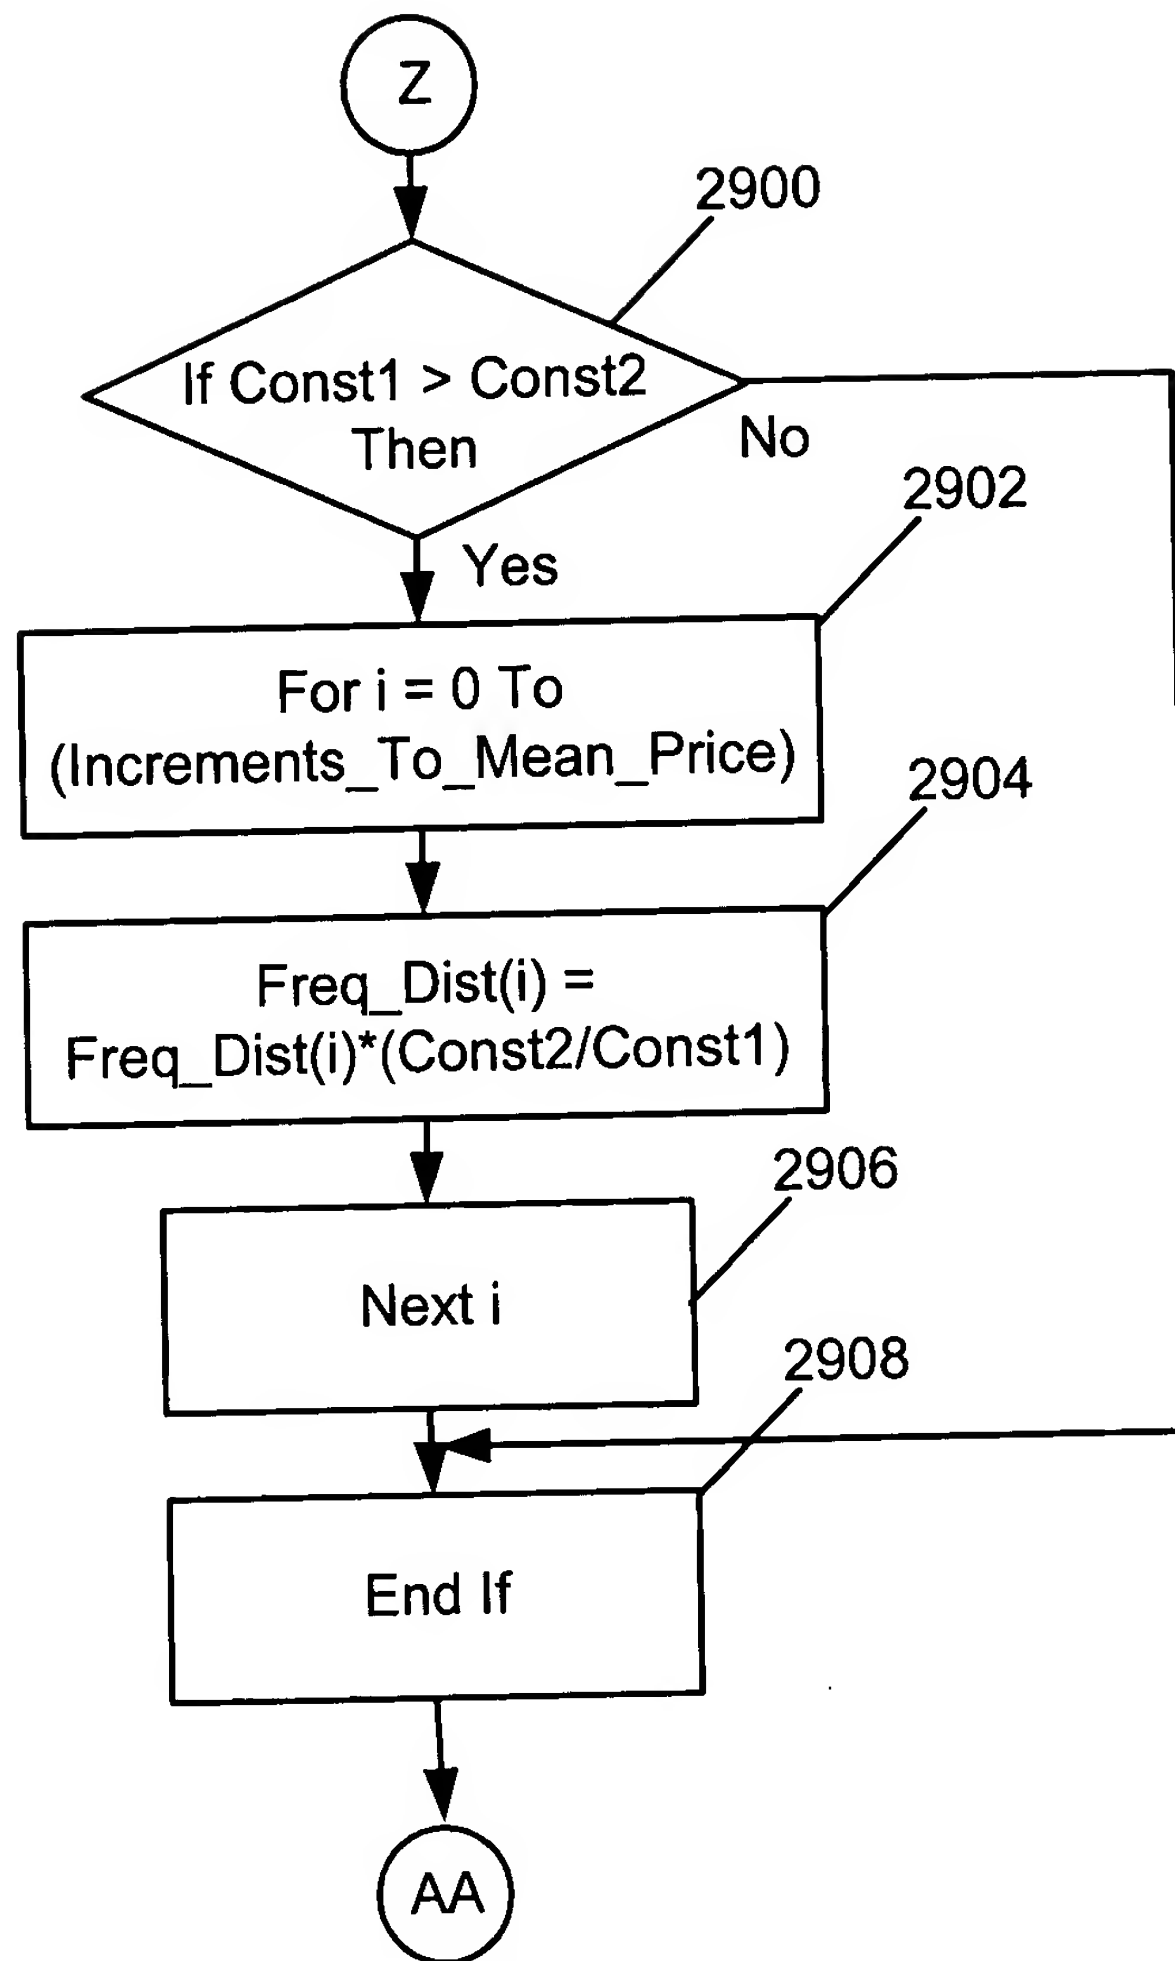 Z
2900
If Const1 > Const2
Then
No
2902
Yes
For i = 0 To
(Increments_To_Mean_Price)
2904
Freq_Dist(i) =
Freq_Dist(i)*(Const2/Const1)
2906
Next i
2908
End If
AA